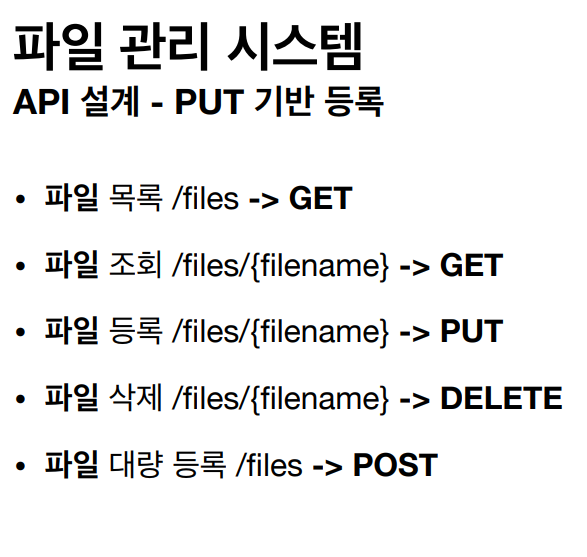 파일 관리 시스템
API 설계 - PUT 기반 등록
• 파일 목록 /files -> GET
• 파일 조회 /files/{filename} -> GET
• 파일 등록 /files/{filename} -> PUT
• 파일 삭제 /files/{filename} -> DELETE
• 파일 대량 등록 /files -> POST